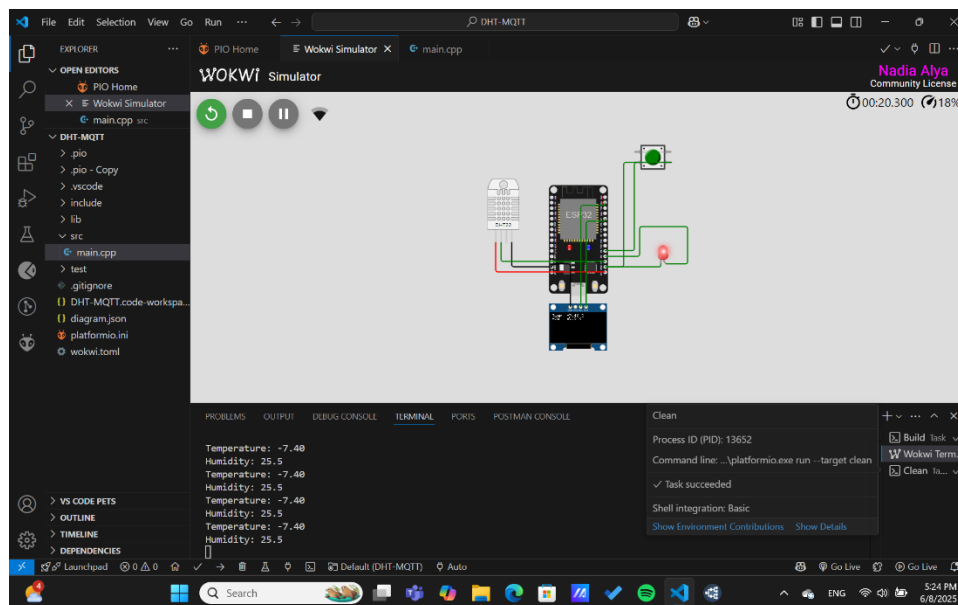 File Edit Selection View Go Run ··· DHT-MQTT
EXPLORER ···
OPEN EDITORS
PIO Home
Wokwi Simulator
main.cpp src
DHT-MQTT
.pio
.pio - Copy
.vscode
include
lib
src
main.cpp
test
.gitignore
DHT-MQTT.code-workspa...
diagram.json
platformio.ini
wokwi.toml
VS CODE PETS
OUTLINE
TIMELINE
DEPENDENCIES
PIO Home Wokwi Simulator main.cpp
WOKWI Simulator
Nadia Alya
Community License
00:20.300 18%
ESP32
DHT22
PROBLEMS OUTPUT DEBUG CONSOLE TERMINAL PORTS POSTMAN CONSOLE
Temperature: -7.40
Humidity: 25.5
Temperature: -7.40
Humidity: 25.5
Temperature: -7.40
Humidity: 25.5
Temperature: -7.40
Humidity: 25.5
Clean
Process ID (PID): 13652
Command line: ...\platformio.exe run --target clean
✓ Task succeeded
Shell integration: Basic
Show Environment Contributions Show Details
Build Task
Wokwi Term...
Clean Ta...
Launchpad 0 0 Default (DHT-MQTT) Auto Go Live Go Live
Search ENG 5:24 PM
6/8/2025